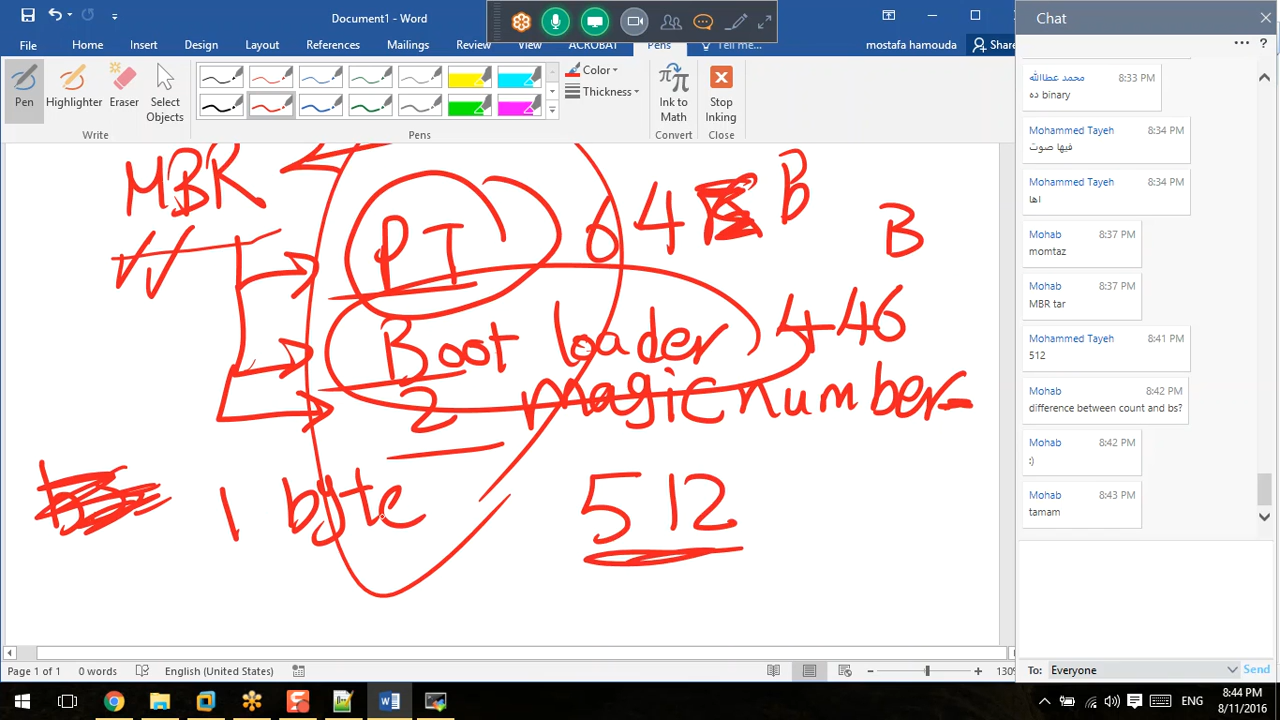 Document1 - Word
mostafa hamouda
Share
File Home Insert Design Layout References Mailings Review View ACROBAT Pens Tell me...
Pen
Highlighter
Eraser
Select Objects
Color
Thickness
Ink to Math
Stop Inking
Write
Pens
Convert
Close
MBR
PT 64 B
B
Boot loader 446
2 magic number
1 byte 512
Chat
محمد عطاالله 8:33 PM
ده binary
Mohammed Tayeh 8:34 PM
فيها صوت
Mohammed Tayeh 8:34 PM
اها
Mohab 8:37 PM
momtaz
Mohab 8:37 PM
MBR tar
Mohammed Tayeh 8:41 PM
512
Mohab 8:42 PM
difference between count and bs?
Mohab 8:42 PM
:)
Mohab 8:43 PM
tamam
To: Everyone Send
Page 1 of 1 0 words English (United States) 130%
ENG
8:44 PM
8/11/2016